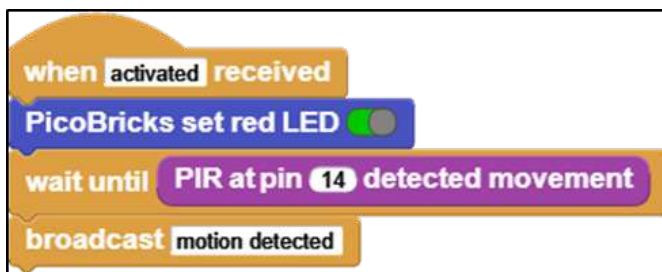 when activated received
PicoBricks set red LED
wait until PIR at pin 14 detected movement
broadcast motion detected